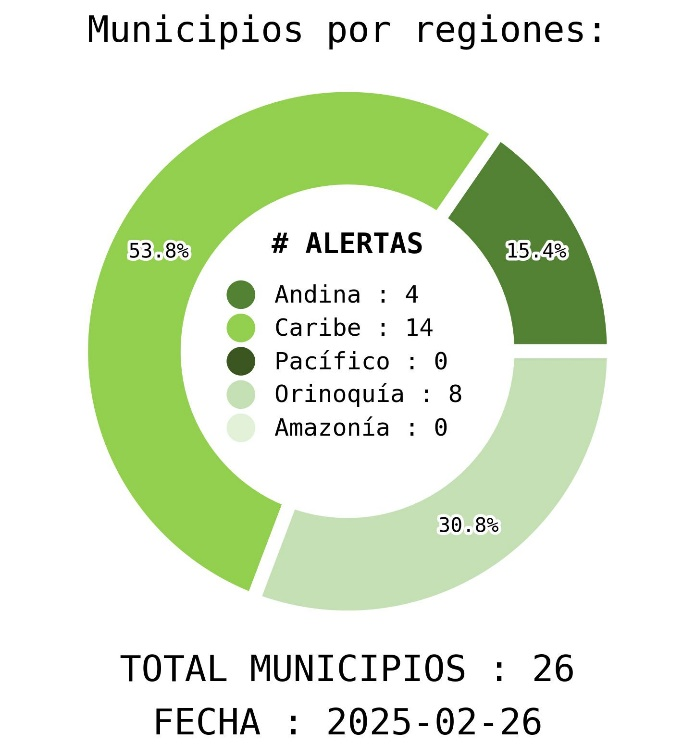 Municipios por regiones:
53.8%
15.4%
# ALERTAS
Andina : 4
Caribe : 14
Pacífico : 0
Orinoquía : 8
Amazonía : 0
30.8%
TOTAL MUNICIPIOS : 26
FECHA : 2025-02-26